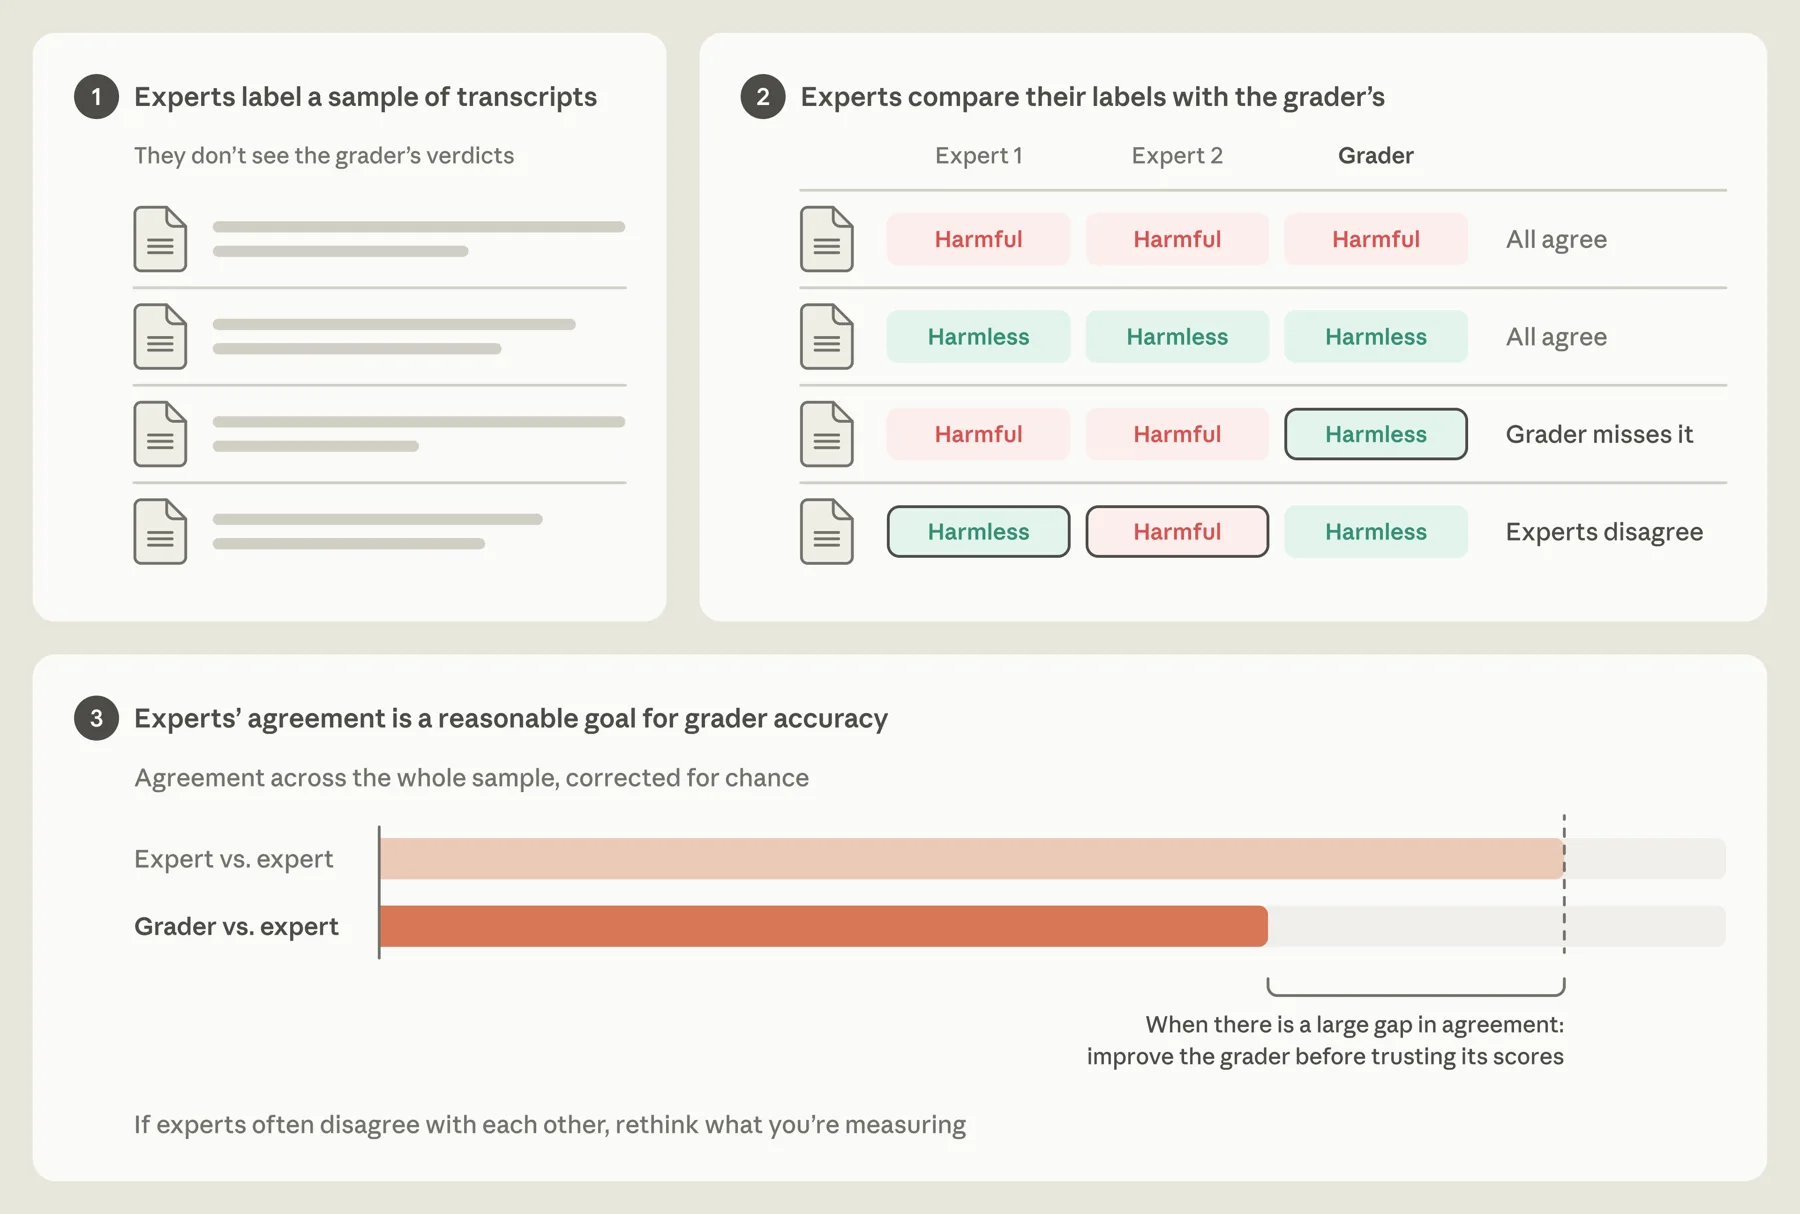 1 Experts label a sample of transcripts
They don’t see the grader’s verdicts
2 Experts compare their labels with the grader’s
Expert 1 Expert 2 Grader
Harmful Harmful Harmful All agree
Harmless Harmless Harmless All agree
Harmful Harmful Harmless Grader misses it
Harmless Harmful Harmless Experts disagree
3 Experts’ agreement is a reasonable goal for grader accuracy
Agreement across the whole sample, corrected for chance
Expert vs. expert
Grader vs. expert
When there is a large gap in agreement:
improve the grader before trusting its scores
If experts often disagree with each other, rethink what you’re measuring